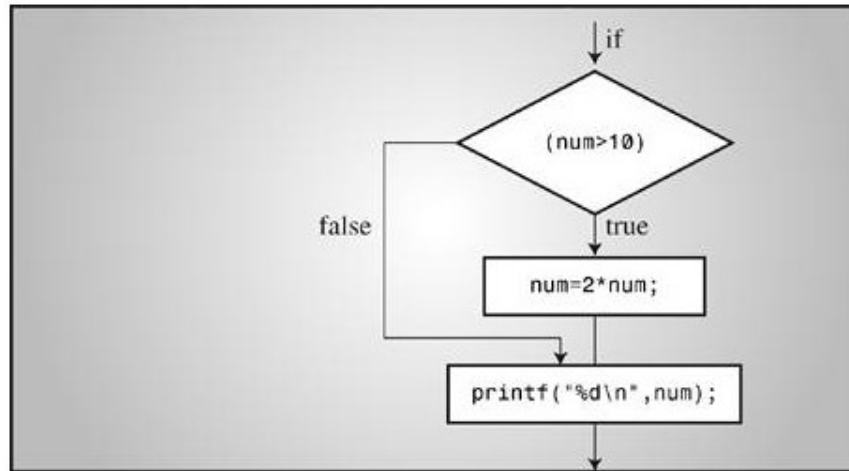 if
(num>10)
false
true
num=2*num;
printf("%d\n",num);